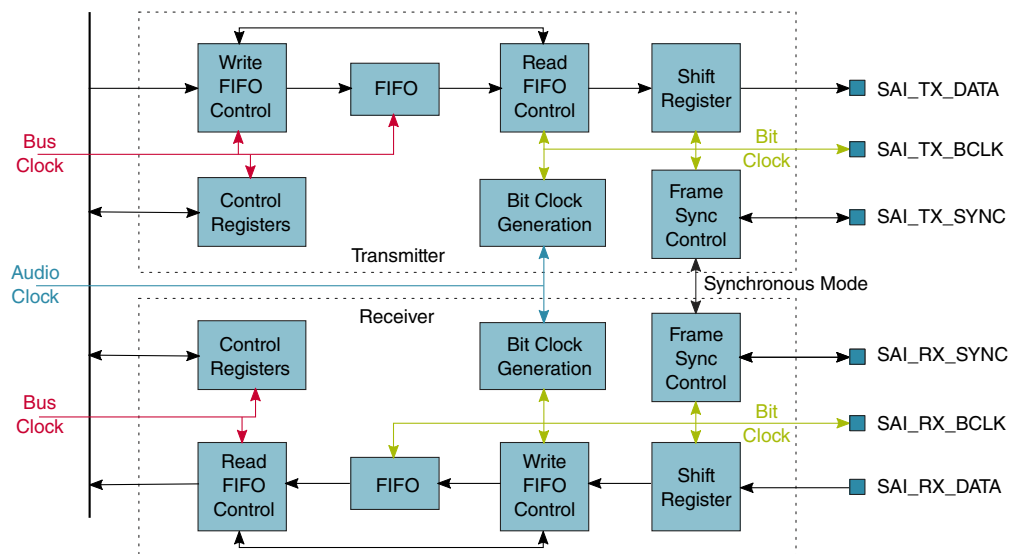 Write
FIFO
Control
FIFO
Read
FIFO
Control
Shift
Register
SAI_TX_DATA
Bus
Clock
Bit
Clock
SAI_TX_BCLK
Control
Registers
Bit Clock
Generation
Frame
Sync
Control
SAI_TX_SYNC
Transmitter
Audio
Clock
Synchronous Mode
Receiver
Control
Registers
Bit Clock
Generation
Frame
Sync
Control
SAI_RX_SYNC
Bus
Clock
Bit
Clock
SAI_RX_BCLK
Read
FIFO
Control
FIFO
Write
FIFO
Control
Shift
Register
SAI_RX_DATA